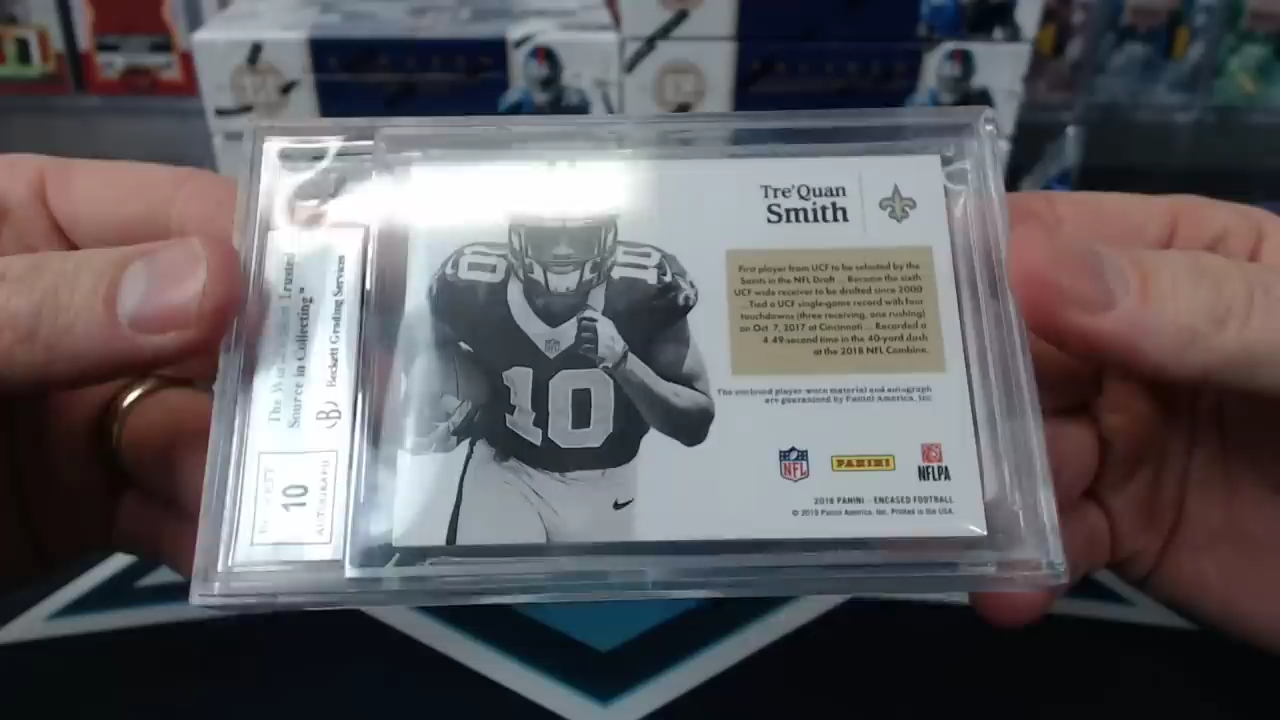 Tre'Quan
Smith
First player from UCF to be selected by the
Saints in the NFL Draft ... Became the sixth
UCF wide receiver to be drafted since 2000
... Tied a UCF single-game record with four
touchdowns (three receiving, one rushing)
on Oct. 7, 2017 at Cincinnati ... Recorded a
4.49-second time in the 40-yard dash
at the 2018 NFL Combine.
The enclosed player-worn material and autograph
are guaranteed by Panini America, Inc.
NFL
PANINI
NFLPA
2018 PANINI - ENCASED FOOTBALL
© 2019 Panini America, Inc. Printed in the USA.
10
10
10
The Trusted
Source in Collecting™
Beckett Grading Services
10
AUTOGRAPH